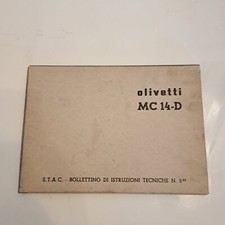 olivetti
MC 14-D
S.T.A.C. - BOLLETTINO DI ISTRUZIONI TECNICHE N.